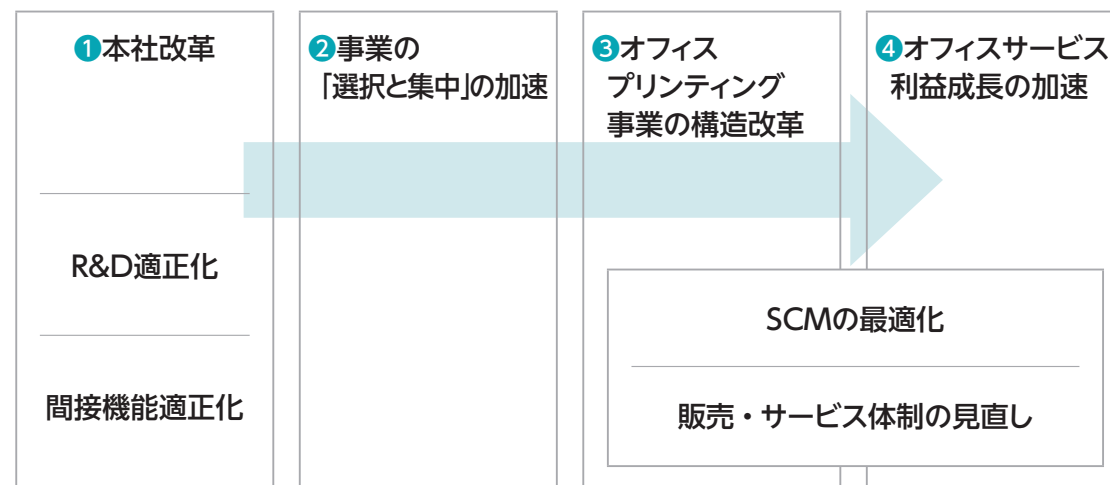 ❶本社改革
R&D適正化
間接機能適正化
❷事業の
「選択と集中」の加速
❸オフィス
プリンティング
事業の構造改革
❹オフィスサービス
利益成長の加速
SCMの最適化
販売・サービス体制の見直し